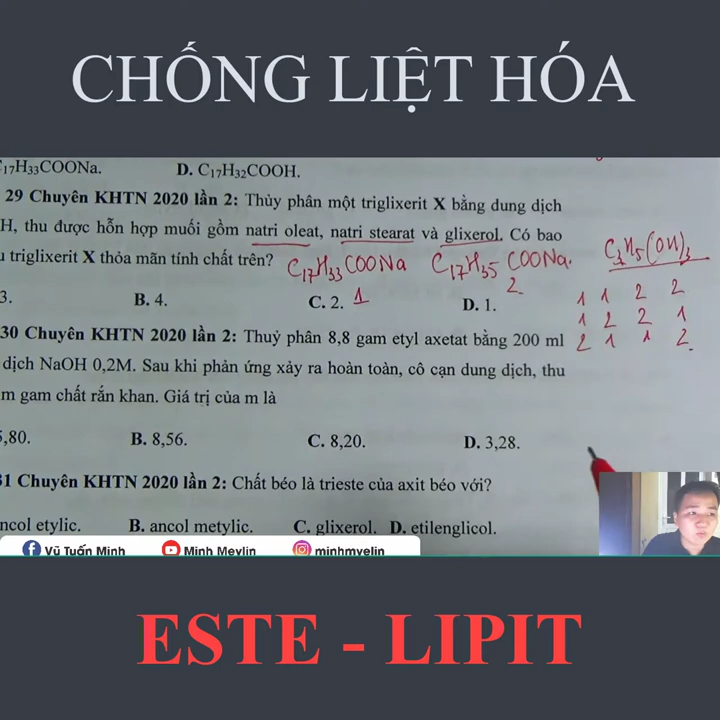 CHỐNG LIỆT HÓA
C₁₇H₃₃COONa. D. C₁₇H₃₂COOH.
29 Chuyên KHTN 2020 lần 2: Thủy phân một triglixerit X bằng dung dịch
H, thu được hỗn hợp muối gồm natri oleat, natri stearat và glixerol. Có bao
u triglixerit X thỏa mãn tính chất trên?
C₁₇H₃₃COONa C₁₇H₃₅COONa. C₃H₅(OH)₃
1 2
3. B. 4. C. 2. D. 1.
1 1 2 2
1 2 2 1
2 1 1 2.
30 Chuyên KHTN 2020 lần 2: Thuỷ phân 8,8 gam etyl axetat bằng 200 ml
dịch NaOH 0,2M. Sau khi phản ứng xảy ra hoàn toàn, cô cạn dung dịch, thu
m gam chất rắn khan. Giá trị của m là
5,80. B. 8,56. C. 8,20. D. 3,28.
31 Chuyên KHTN 2020 lần 2: Chất béo là trieste của axit béo với?
ncol etylic. B. ancol metylic. C. glixerol. D. etilenglicol.
Vũ Tuấn Minh Minh Mevlin minhmvelin
ESTE - LIPIT